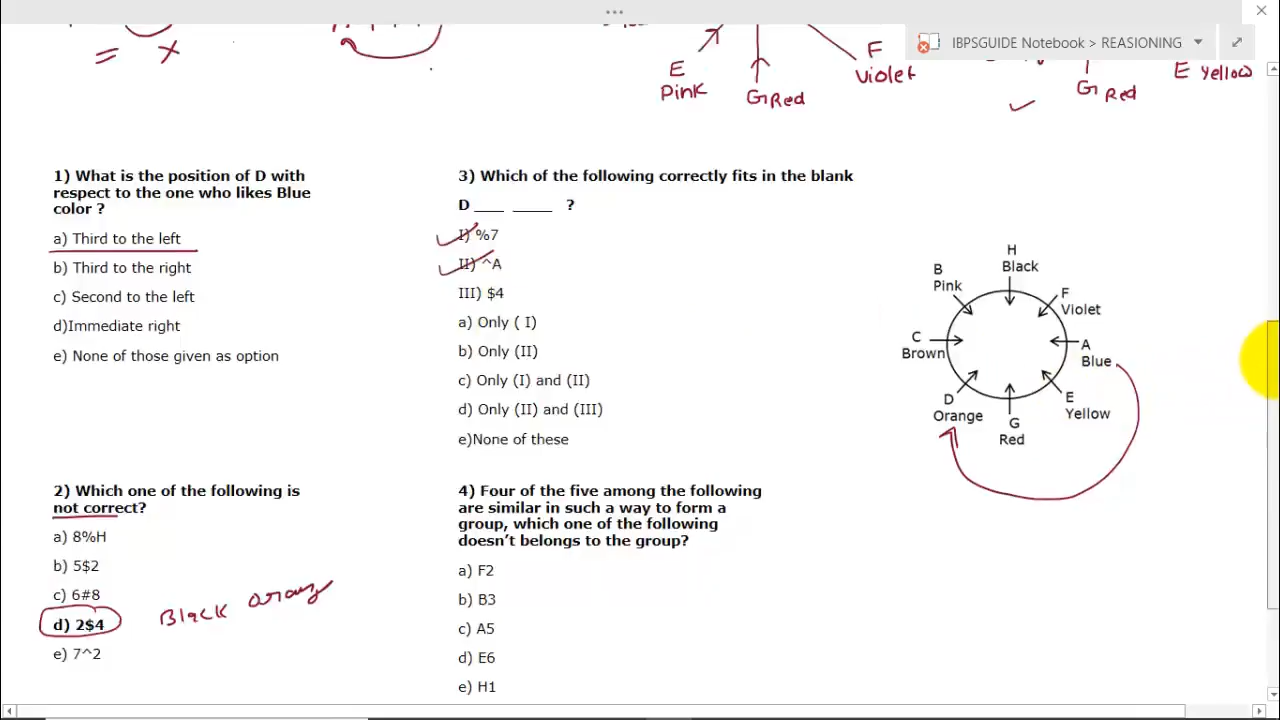 IBPSGUIDE Notebook > REASONING
= X
E
Pink
G Red
F
Violet
G Red
E Yellow
1) What is the position of D with
respect to the one who likes Blue
color ?
a) Third to the left
b) Third to the right
c) Second to the left
d)Immediate right
e) None of those given as option
2) Which one of the following is
not correct?
a) 8%H
b) 5$2
c) 6#8
d) 2$4
e) 7^2
Black
3) Which of the following correctly fits in the blank
D ____ _____ ?
I) %7
II) ^A
III) $4
a) Only ( I)
b) Only (II)
c) Only (I) and (II)
d) Only (II) and (III)
e)None of these
4) Four of the five among the following
are similar in such a way to form a
group, which one of the following
doesn’t belongs to the group?
a) F2
b) B3
c) A5
d) E6
e) H1
H
Black
B
Pink
F
Violet
C
Brown
A
Blue
D
Orange
E
Yellow
G
Red